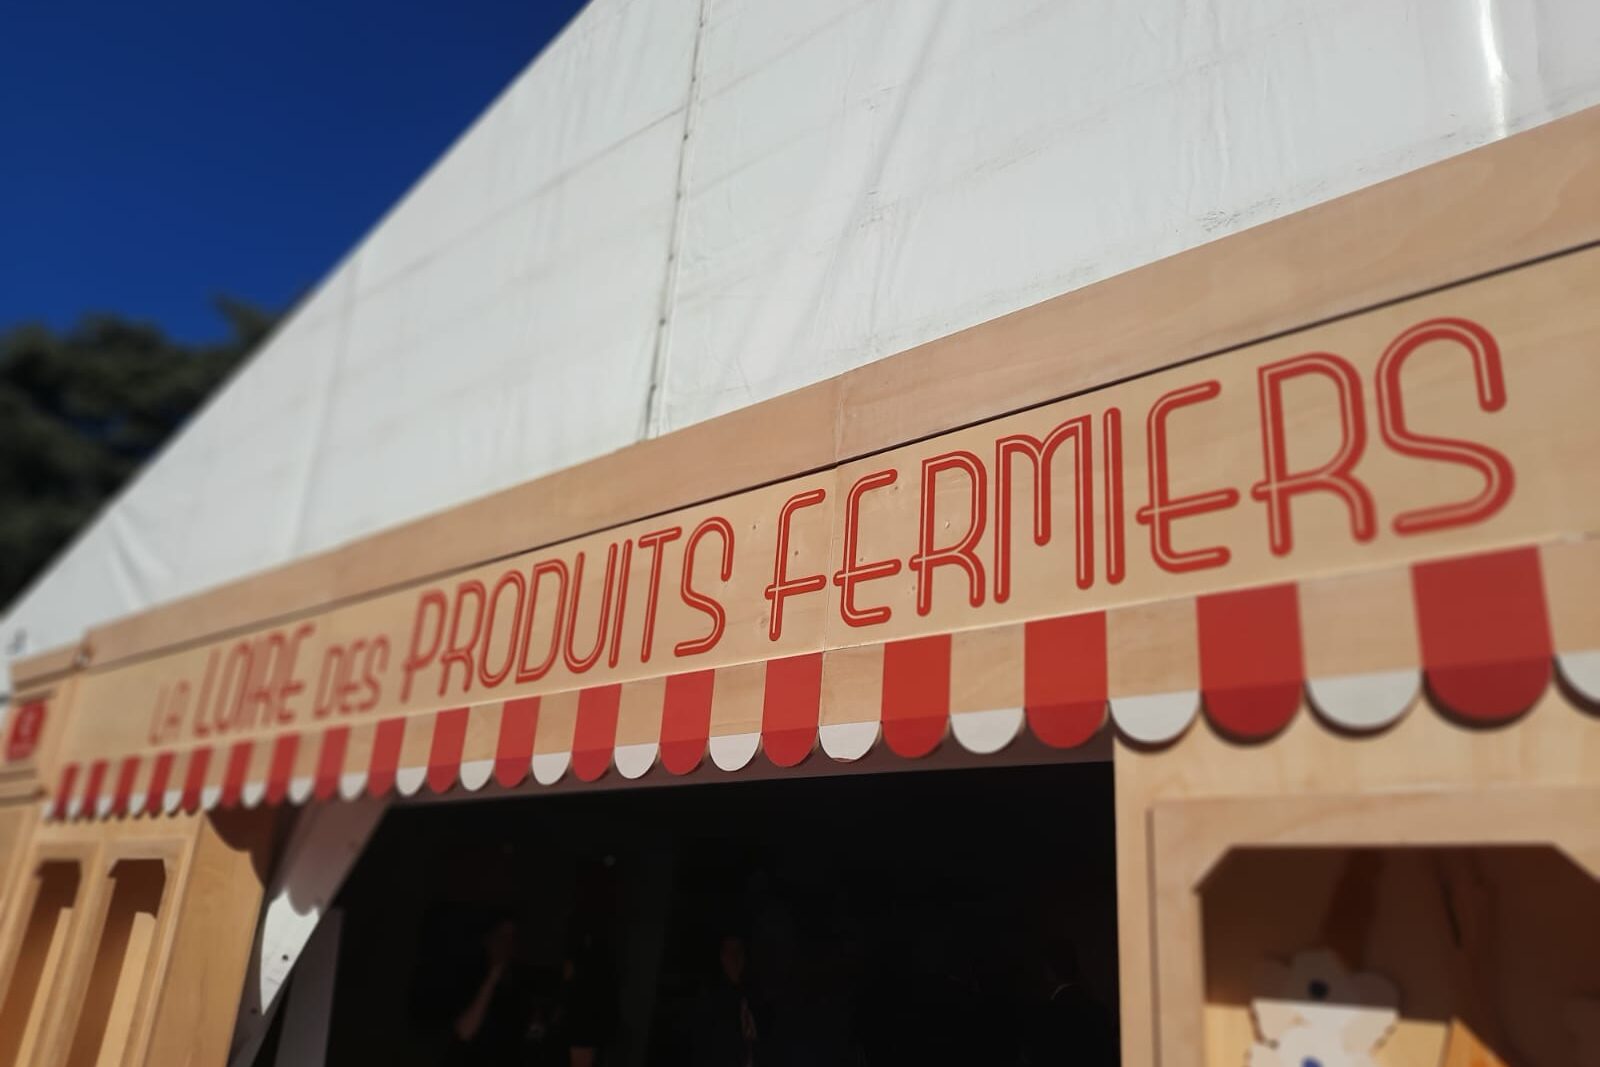 LA LOIRE DES PRODUITS FERMIERS